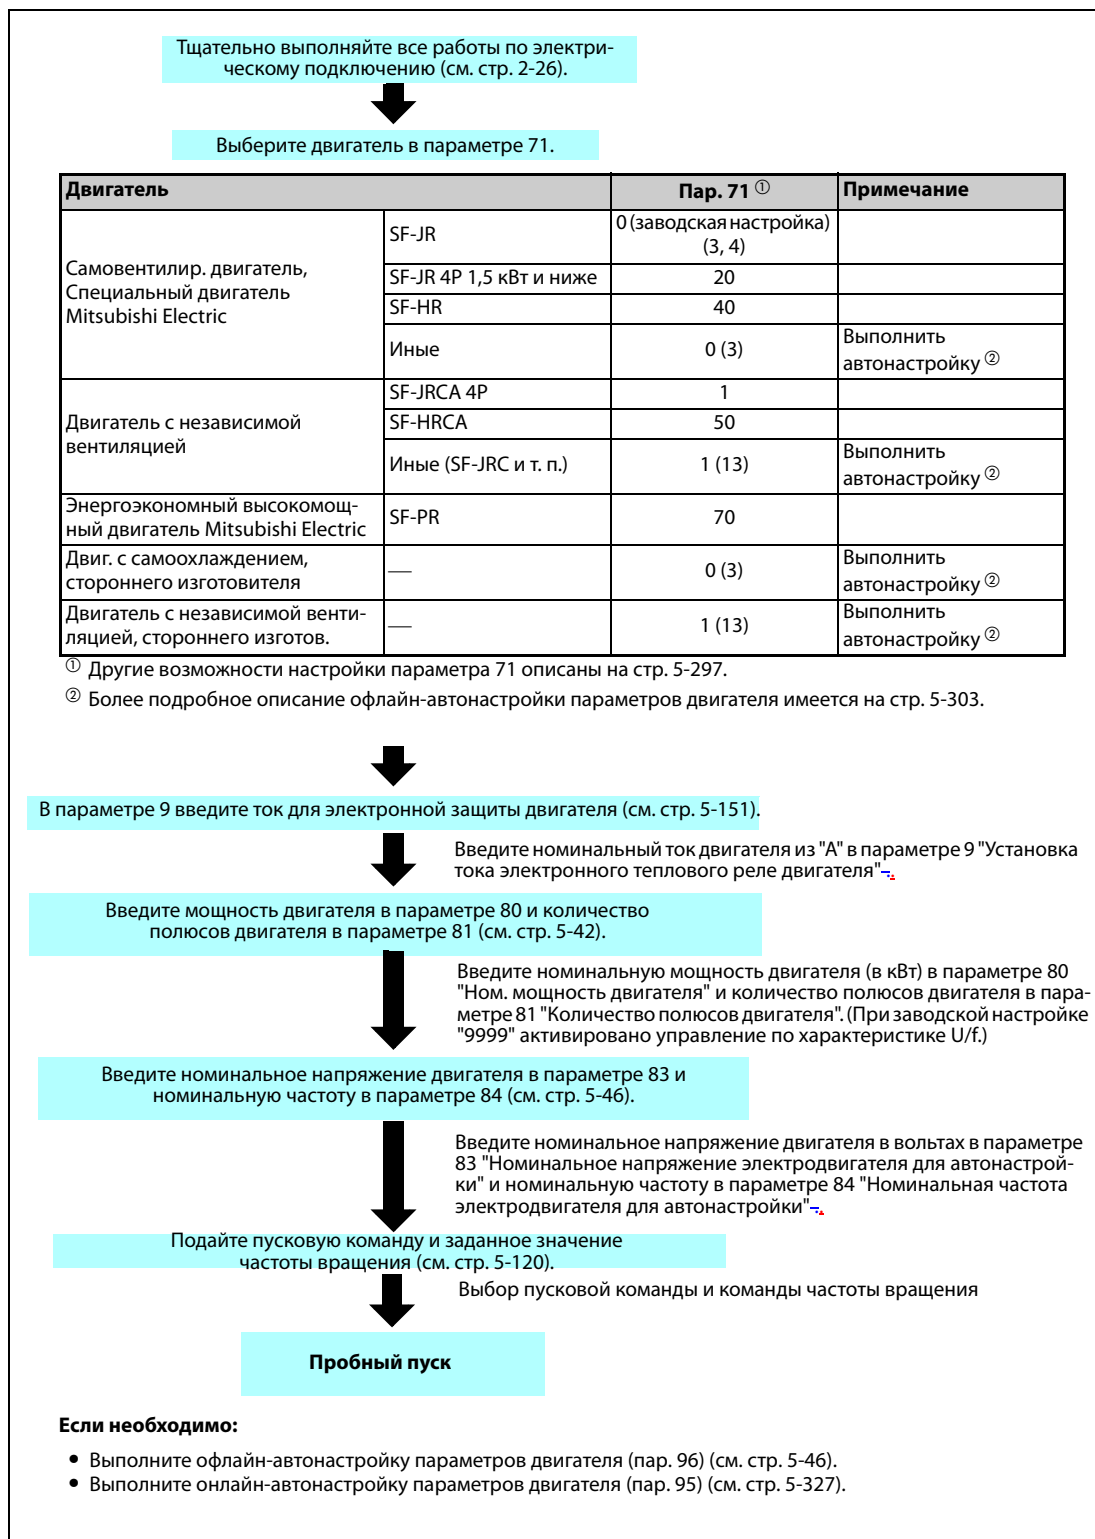 Тщательно выполняйте все работы по электри-
ческому подключению (см. стр. 2-26).
Выберите двигатель в параметре 71.
Двигатель Пар. 71 ① Примечание
Самовентилир. двигатель,
Специальный двигатель
Mitsubishi Electric
SF-JR
0 (заводская настройка)
(3, 4)
SF-JR 4P 1,5 кВт и ниже 20
SF-HR 40
Иные 0 (3)
Выполнить
автонастройку ②
Двигатель с независимой
вентиляцией
SF-JRCA 4P 1
SF-HRCA 50
Иные (SF-JRC и т. п.) 1 (13)
Выполнить
автонастройку ②
Энергоэкономный высокомощ-
ный двигатель Mitsubishi Electric
SF-PR 70
Двиг. с самоохлаждением,
стороннего изготовителя
— 0 (3)
Выполнить
автонастройку ②
Двигатель с независимой венти-
ляцией, стороннего изготов.
— 1 (13)
Выполнить
автонастройку ②
① Другие возможности настройки параметра 71 описаны на стр. 5-297.
② Более подробное описание офлайн-автонастройки параметров двигателя имеется на стр. 5-303.
В параметре 9 введите ток для электронной защиты двигателя (см. стр. 5-151).
Введите номинальный ток двигателя из "A" в параметре 9 "Установка
тока электронного теплового реле двигателя"
Введите мощность двигателя в параметре 80 и количество
полюсов двигателя в параметре 81 (см. стр. 5-42).
Введите номинальную мощность двигателя (в кВт) в параметре 80
"Ном. мощность двигателя" и количество полюсов двигателя в пара-
метре 81 "Количество полюсов двигателя". (При заводской настройке
"9999" активировано управление по характеристике U/f.)
Введите номинальное напряжение двигателя в параметре 83 и
номинальную частоту в параметре 84 (см. стр. 5-46).
Введите номинальное напряжение двигателя в вольтах в параметре
83 "Номинальное напряжение электродвигателя для автонастрой-
ки" и номинальную частоту в параметре 84 "Номинальная частота
электродвигателя для автонастройки"
Подайте пусковую команду и заданное значение
частоты вращения (см. стр. 5-120).
Выбор пусковой команды и команды частоты вращения
Пробный пуск
Если необходимо:
● Выполните офлайн-автонастройку параметров двигателя (пар. 96) (см. стр. 5-46).
● Выполните онлайн-автонастройку параметров двигателя (пар. 95) (см. стр. 5-327).